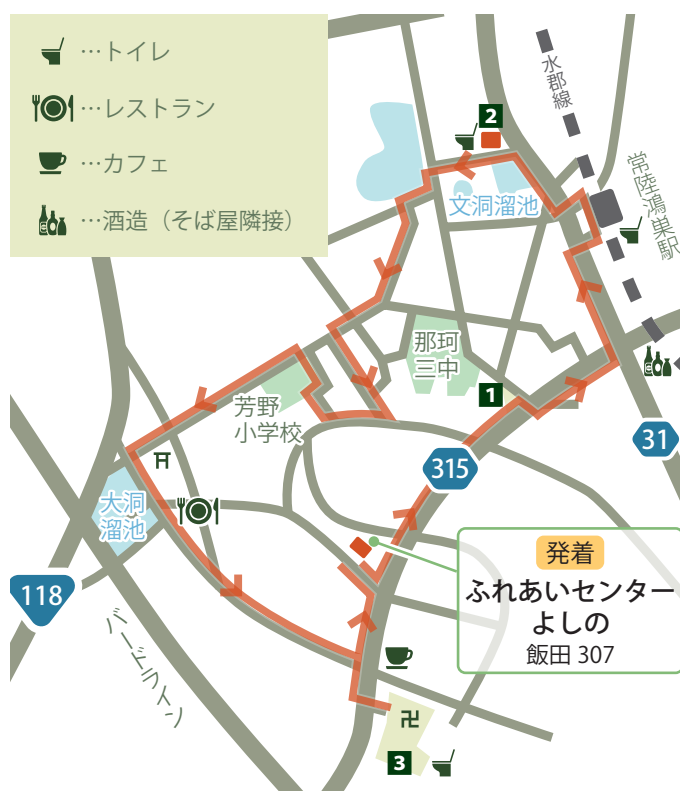 …トイレ
…レストラン
…カフェ
…酒造（そば屋隣接）
水郡線
常陸鴻巣駅
2
文洞溜池
那珂
三中
1
芳野
小学校
31
315
大洞
溜池
118
バードライン
発着
ふれあいセンター
よしの
飯田 307
卍
3